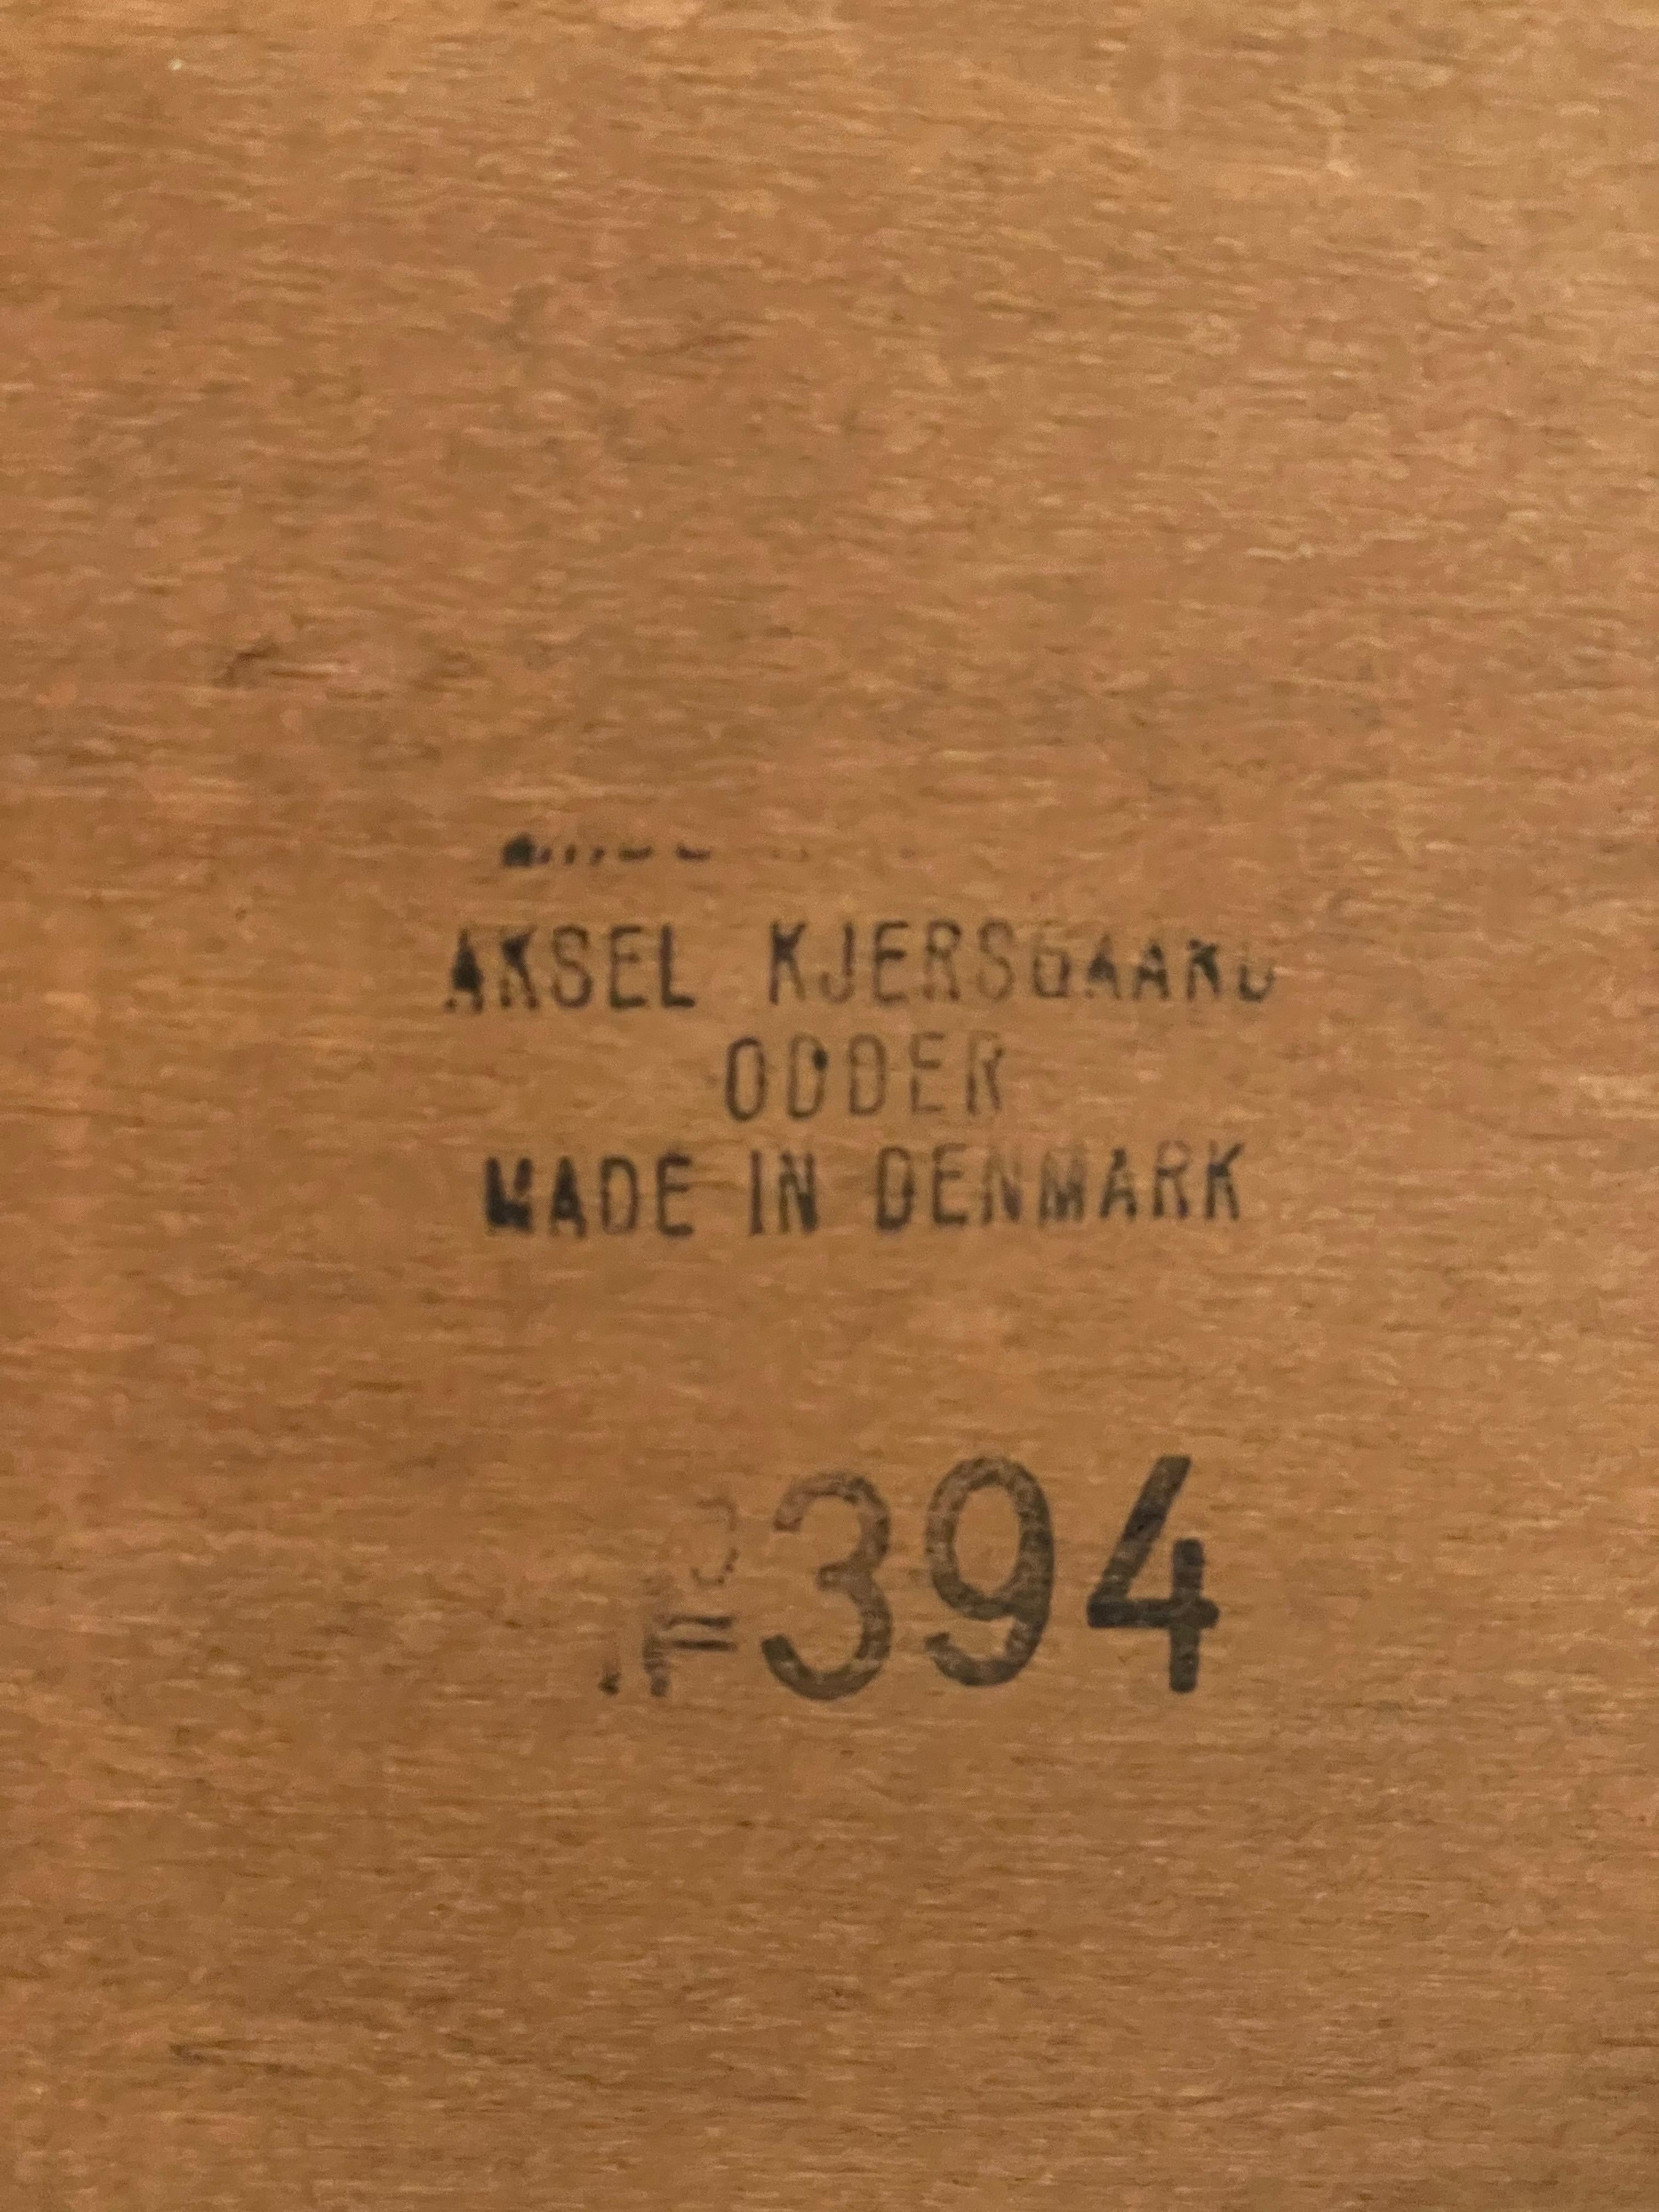 AKSEL KJERSGAARD
ODDER
MADE IN DENMARK
394